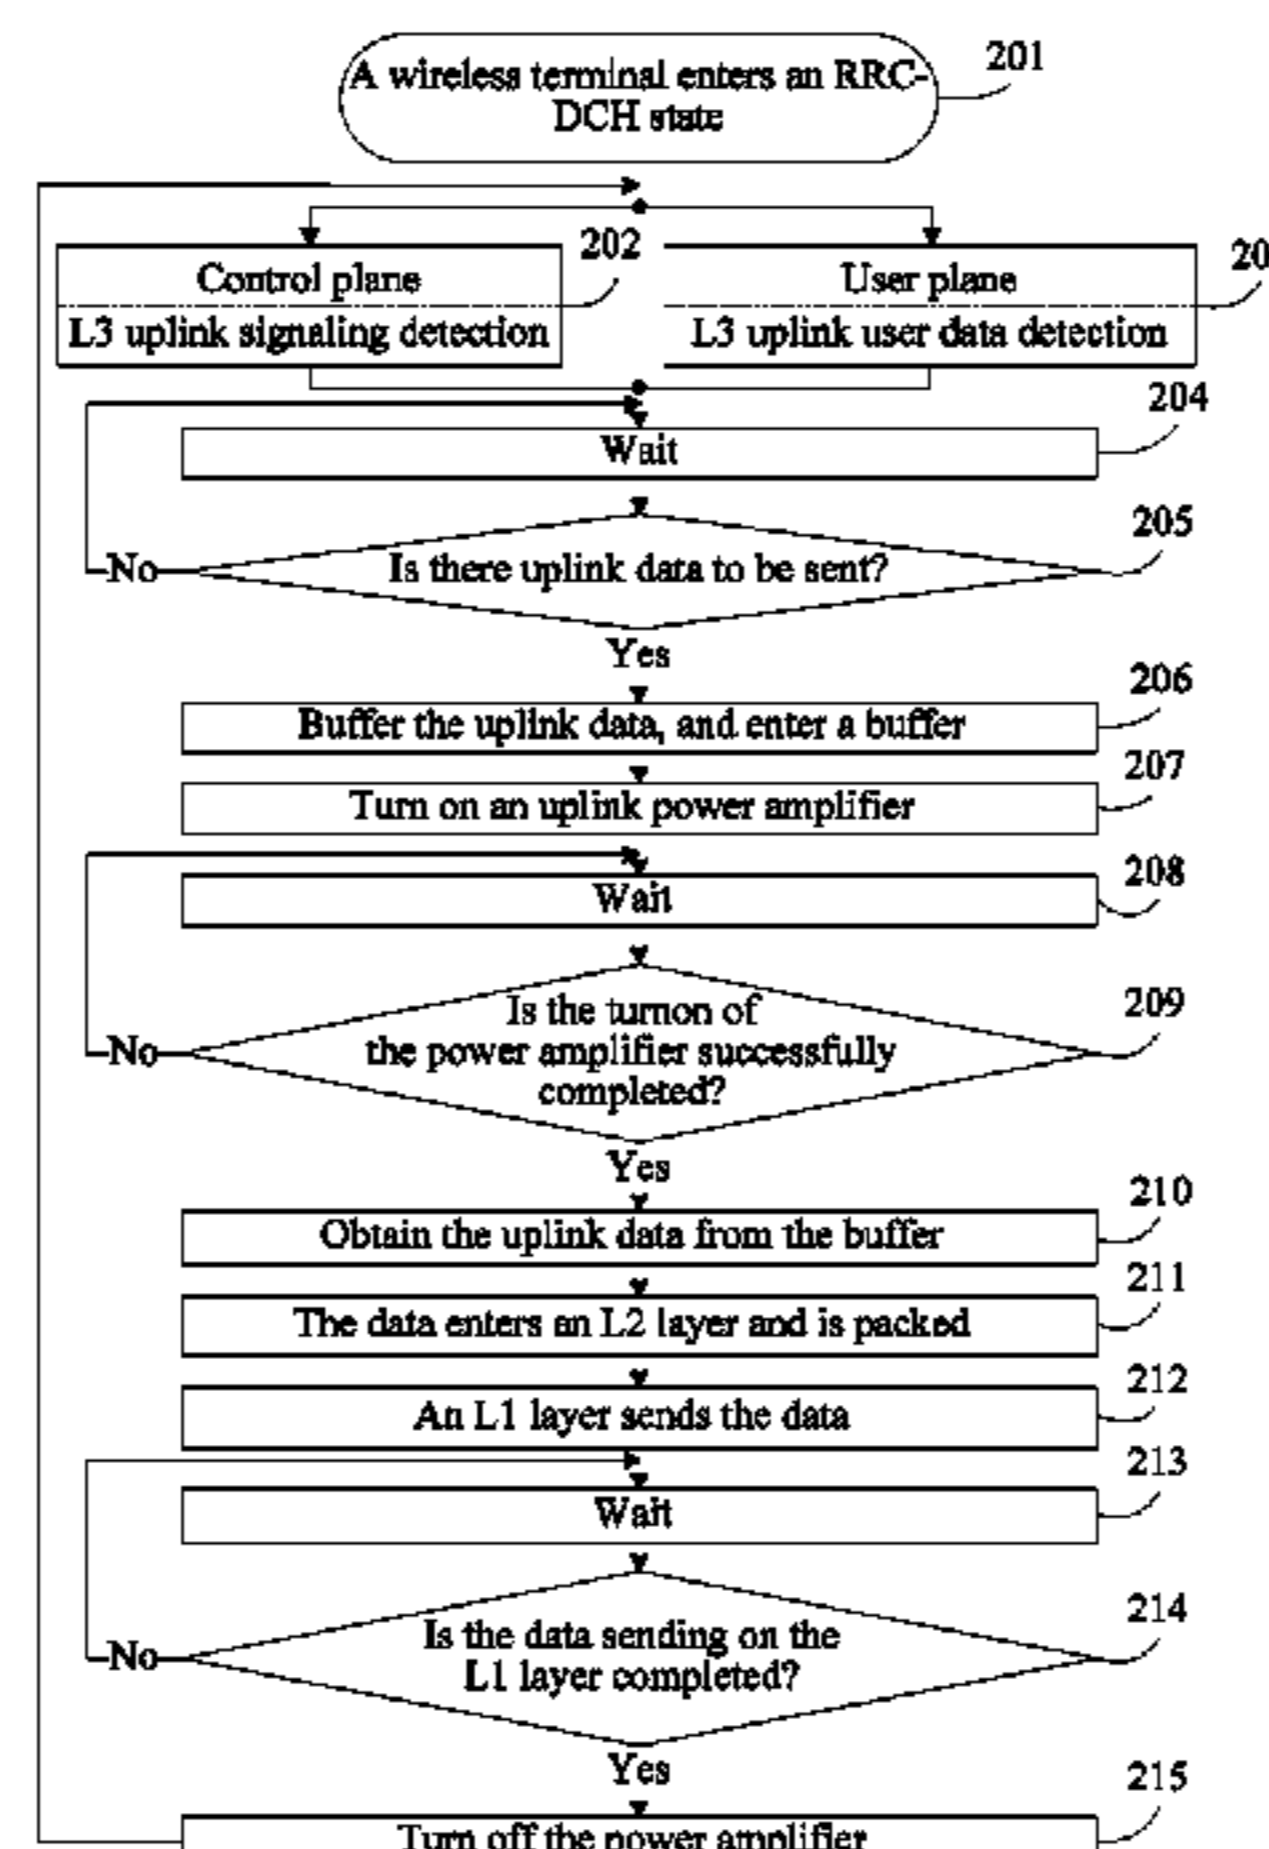 A wireless terminal enters an RRC-
DCH state
201
Control plane
L3 uplink signaling detection
202
User plane
L3 uplink user data detection
20
Wait
204
Is there uplink data to be sent?
205
No
Yes
Buffer the uplink data, and enter a buffer
206
Turn on an uplink power amplifier
207
Wait
208
Is the turnon of
the power amplifier successfully
completed?
209
No
Yes
Obtain the uplink data from the buffer
210
The data enters an L2 layer and is packed
211
An L1 layer sends the data
212
Wait
213
Is the data sending on the
L1 layer completed?
214
No
Yes
Turn off the power amplifier
215